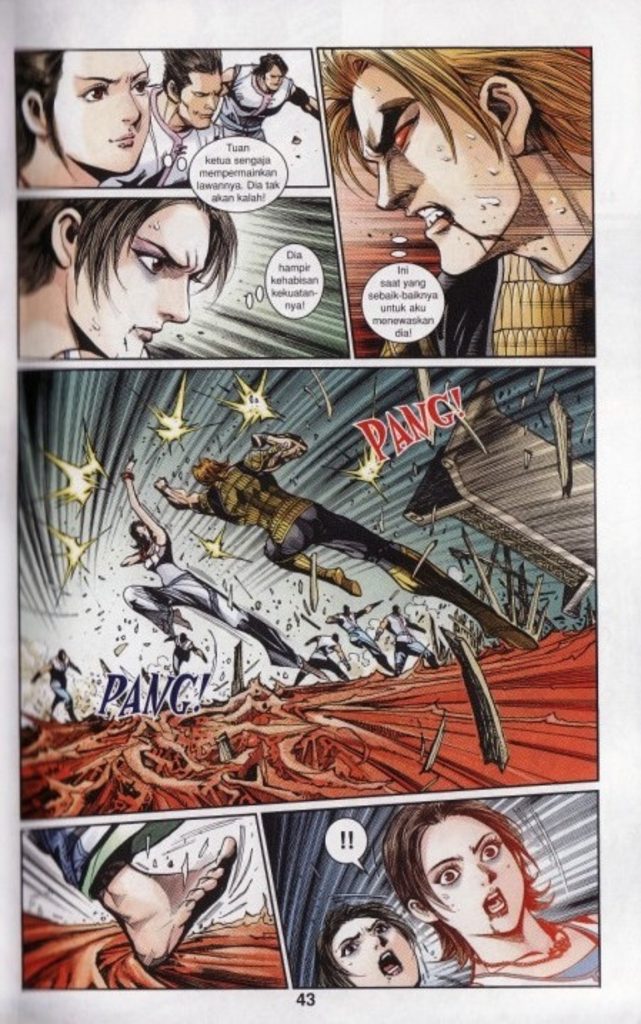 Tuan
ketua sengaja
mempermainkan
lawannya. Dia tak
akan kalah!
Dia
hampir
kehabisan
kekuatan-
nya!
Ini
saat yang
sebaik-baiknya
untuk aku
menewaskan
dia!
PANG!
PANG!
!!
43